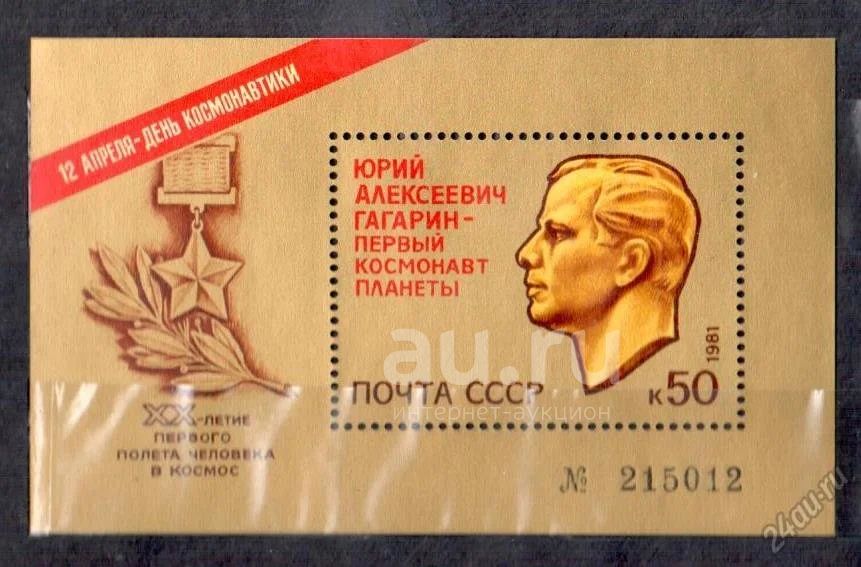 12 АПРЕЛЯ-ДЕНЬ КОСМОНАВТИКИ
ЮРИЙ
АЛЕКСЕЕВИЧ
ГАГАРИН-
ПЕРВЫЙ
КОСМОНАВТ
ПЛАНЕТЫ
1981
ПОЧТА СССР
к50
XX-ЛЕТИЕ
ПЕРВОГО
ПОЛЕТА ЧЕЛОВЕКА
В КОСМОС
№ 215012
au.ru
интернет-аукцион
24au.ru